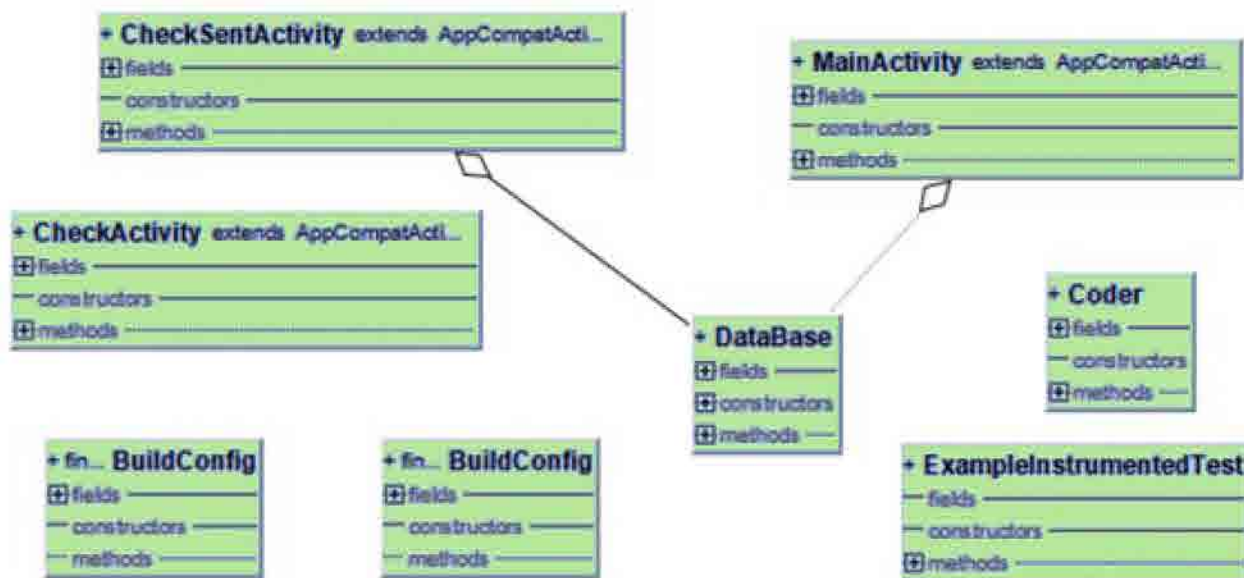 + CheckSentActivity extends AppCompatActi...
fields
constructors
methods
+ MainActivity extends AppCompatActi...
fields
constructors
methods
+ CheckActivity extends AppCompatActi...
fields
constructors
methods
+ DataBase
fields
constructors
methods
+ Coder
fields
constructors
methods
+ fin... BuildConfig
fields
constructors
methods
+ fin... BuildConfig
fields
constructors
methods
+ ExampleInstrumentedTest
fields
constructors
methods